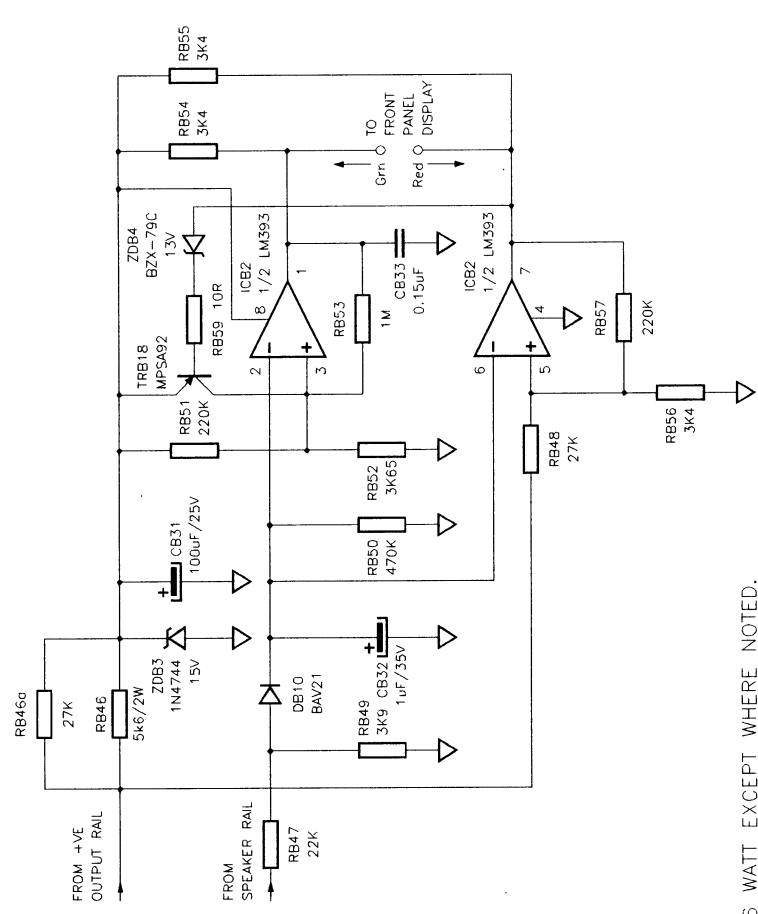 FROM +VE
OUTPUT RAIL
RB46a
27K
RB46
5k6/2W
ZDB3
1N4744
15V
+
CB31
100uF/25V
RB51
220K
TRB18
MPSA92
RB59 10R
ZDB4
BZX-79C
13V
RB54
3K4
RB55
3K4
FROM
SPEAKER RAIL
RB47
22K
RB49
3K9
DB10
BAV21
+
CB32
1uF/35V
RB50
470K
RB52
3K65
2
3
8
1
-
+
ICB2
1/2 LM393
RB53
1M
CB33
0.15uF
TO
FRONT
PANEL
DISPLAY
Grn
Red
6
5
4
7
-
+
ICB2
1/2 LM393
RB48
27K
RB57
220K
RB56
3K4
WATT EXCEPT WHERE NOTED.